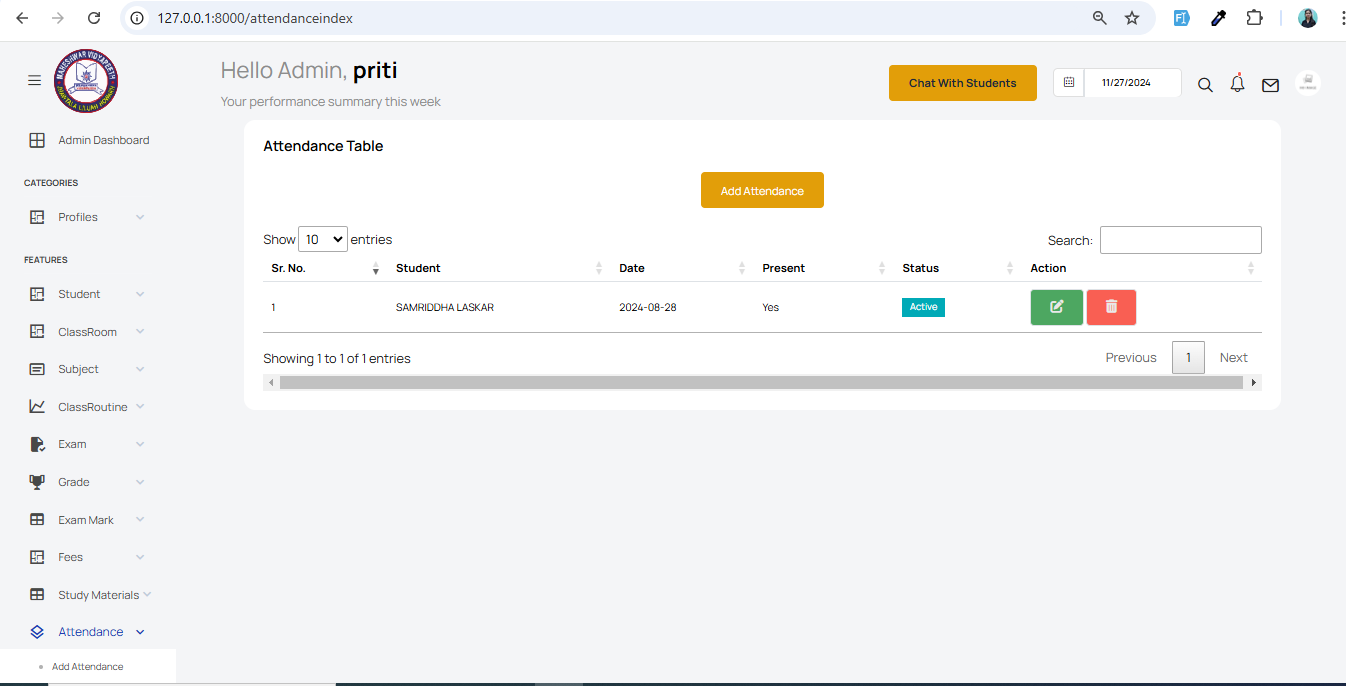 127.0.0.1:8000/attendanceindex
Hello Admin, priti
Your performance summary this week
Chat With Students
11/27/2024
Admin Dashboard
CATEGORIES
Profiles
FEATURES
Student
ClassRoom
Subject
ClassRoutine
Exam
Grade
Exam Mark
Fees
Study Materials
Attendance
Add Attendance
Attendance Table
Add Attendance
Show 10 entries
Search:
Sr. No. Student Date Present Status Action
1 SAMRIDDHA LASKAR 2024-08-28 Yes Active
Showing 1 to 1 of 1 entries
Previous 1 Next